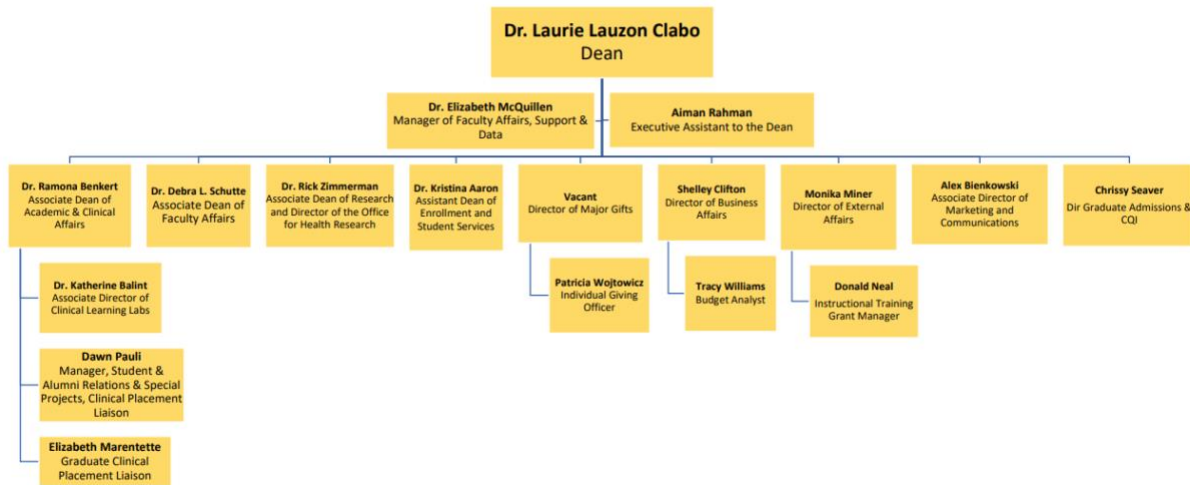 Dr. Laurie Lauzon Clabo
Dean
Dr. Elizabeth McQuillen
Manager of Faculty Affairs, Support &
Data
Aiman Rahman
Executive Assistant to the Dean
Dr. Ramona Benkert
Associate Dean of
Academic & Clinical
Affairs
Dr. Debra L. Schutte
Associate Dean of
Faculty Affairs
Dr. Rick Zimmerman
Associate Dean of Research
and Director of the Office
for Health Research
Dr. Kristina Aaron
Assistant Dean of
Enrollment and
Student Services
Vacant
Director of Major Gifts
Shelley Clifton
Director of Business
Affairs
Monika Miner
Director of External
Affairs
Alex Bienkowski
Associate Director of
Marketing and
Communications
Chrissy Seaver
Dir Graduate Admissions &
CQI
Dr. Katherine Balint
Associate Director of
Clinical Learning Labs
Patricia Wojtowicz
Individual Giving
Officer
Tracy Williams
Budget Analyst
Donald Neal
Instructional Training
Grant Manager
Dawn Pauli
Manager, Student &
Alumni Relations & Special
Projects, Clinical Placement
Liaison
Elizabeth Marentette
Graduate Clinical
Placement Liaison